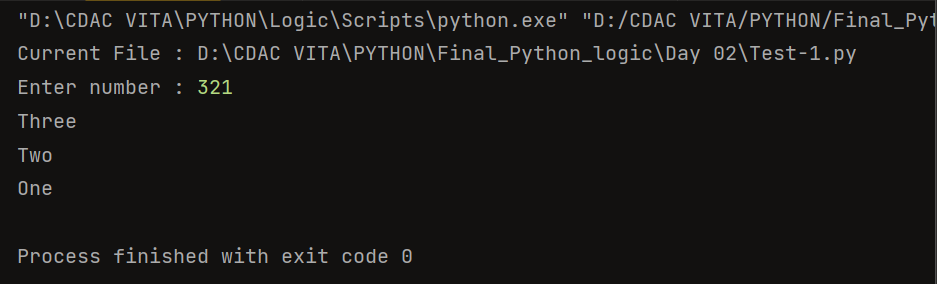 "D:\CDAC VITA\PYTHON\Logic\Scripts\python.exe" "D:/CDAC VITA/PYTHON/Final_Pyt
Current File : D:\CDAC VITA\PYTHON\Final_Python_logic\Day 02\Test-1.py
Enter number : 321
Three
Two
One
Process finished with exit code 0